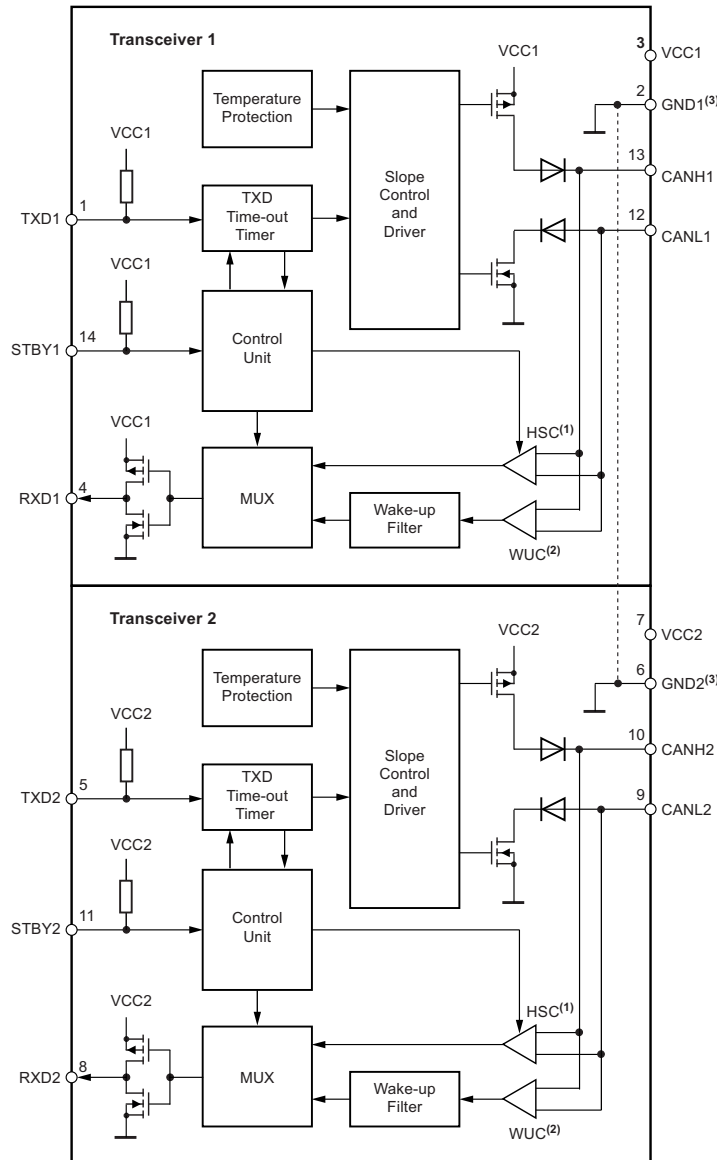 Transceiver 1
VCC1
3
VCC1
2
GND1(3)
Temperature
Protection
VCC1
13
CANH1
TXD1
1
TXD
Time-out
Timer
Slope
Control
and
Driver
12
CANL1
VCC1
STBY1
14
Control
Unit
HSC(1)
VCC1
RXD1
4
MUX
Wake-up
Filter
WUC(2)
Transceiver 2
VCC2
7
VCC2
6
GND2(3)
Temperature
Protection
VCC2
10
CANH2
TXD2
5
TXD
Time-out
Timer
Slope
Control
and
Driver
9
CANL2
VCC2
STBY2
11
Control
Unit
HSC(1)
VCC2
RXD2
8
MUX
Wake-up
Filter
WUC(2)